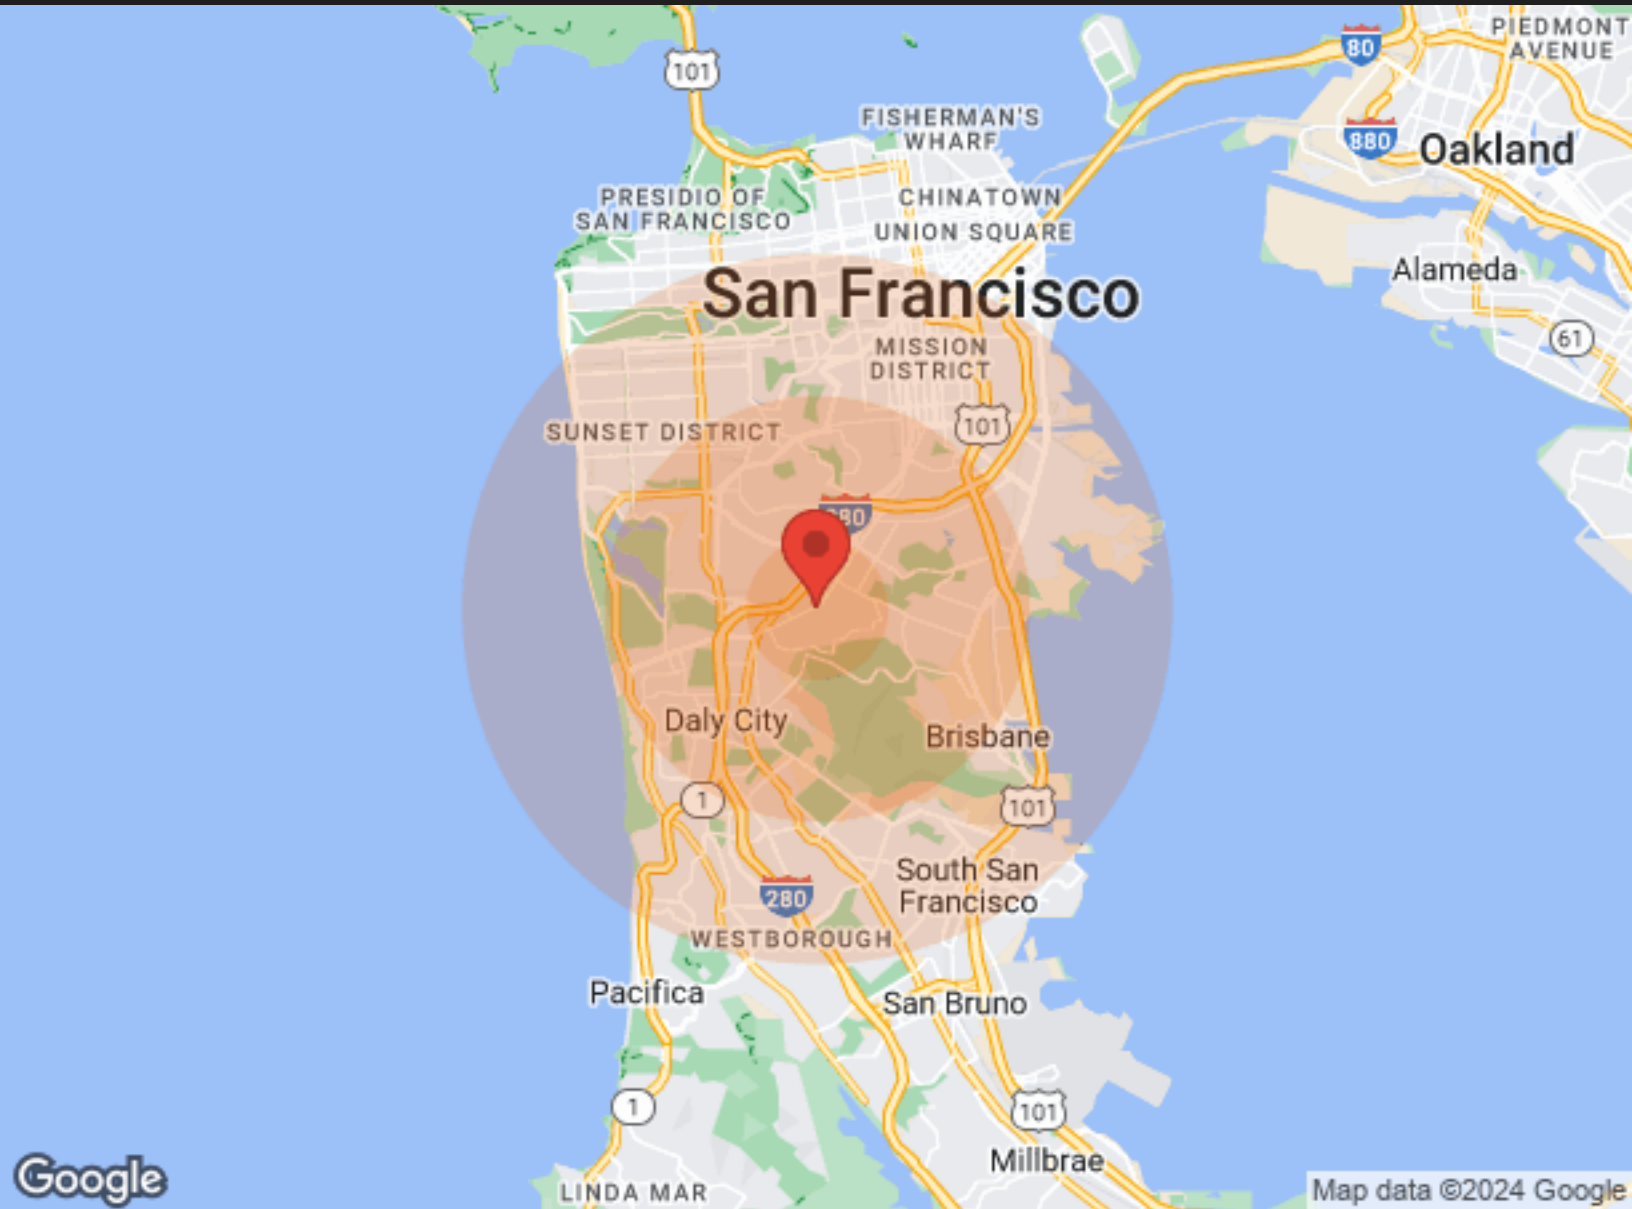 PIEDMONT
AVENUE
80
101
FISHERMAN'S
WHARF
880
Oakland
PRESIDIO OF
SAN FRANCISCO
CHINATOWN
UNION SQUARE
San Francisco
Alameda
61
MISSION
DISTRICT
101
SUNSET DISTRICT
80
Daly City
Brisbane
1
101
South San
Francisco
280
WESTBOROUGH
Pacifica
San Bruno
1
101
Millbrae
Google
LINDA MAR
Map data ©2024 Google